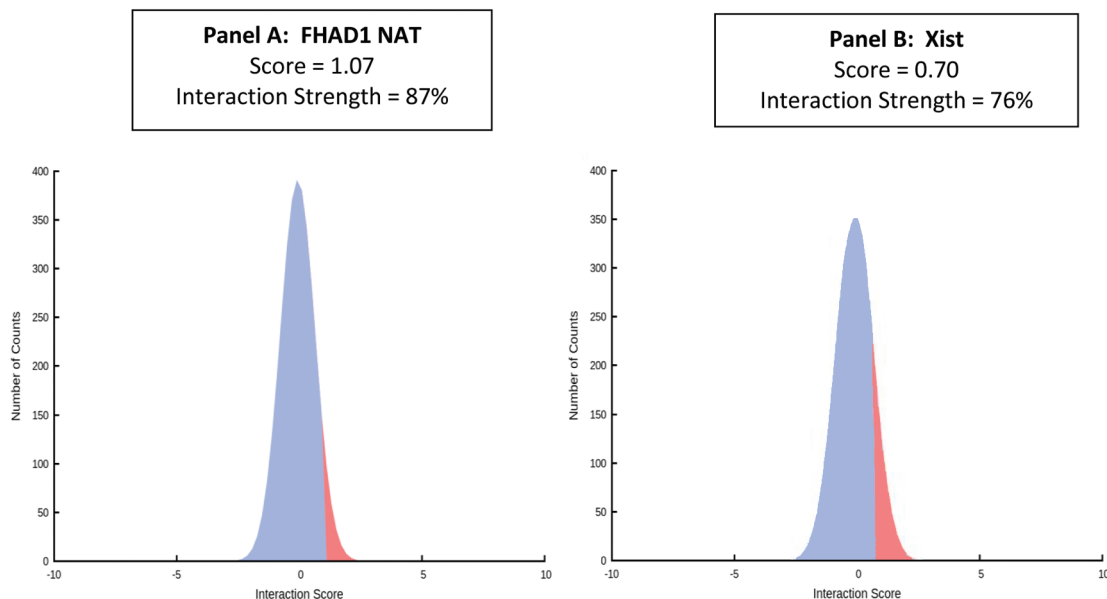 Panel A: FHAD1 NAT
Score = 1.07
Interaction Strength = 87%
Panel B: Xist
Score = 0.70
Interaction Strength = 76%
400
350
300
250
200
150
100
50
0
-10
-5
0
5
10
Number of Counts
Interaction Score
400
350
300
250
200
150
100
50
0
-10
-5
0
5
10
Number of Counts
Interaction Score